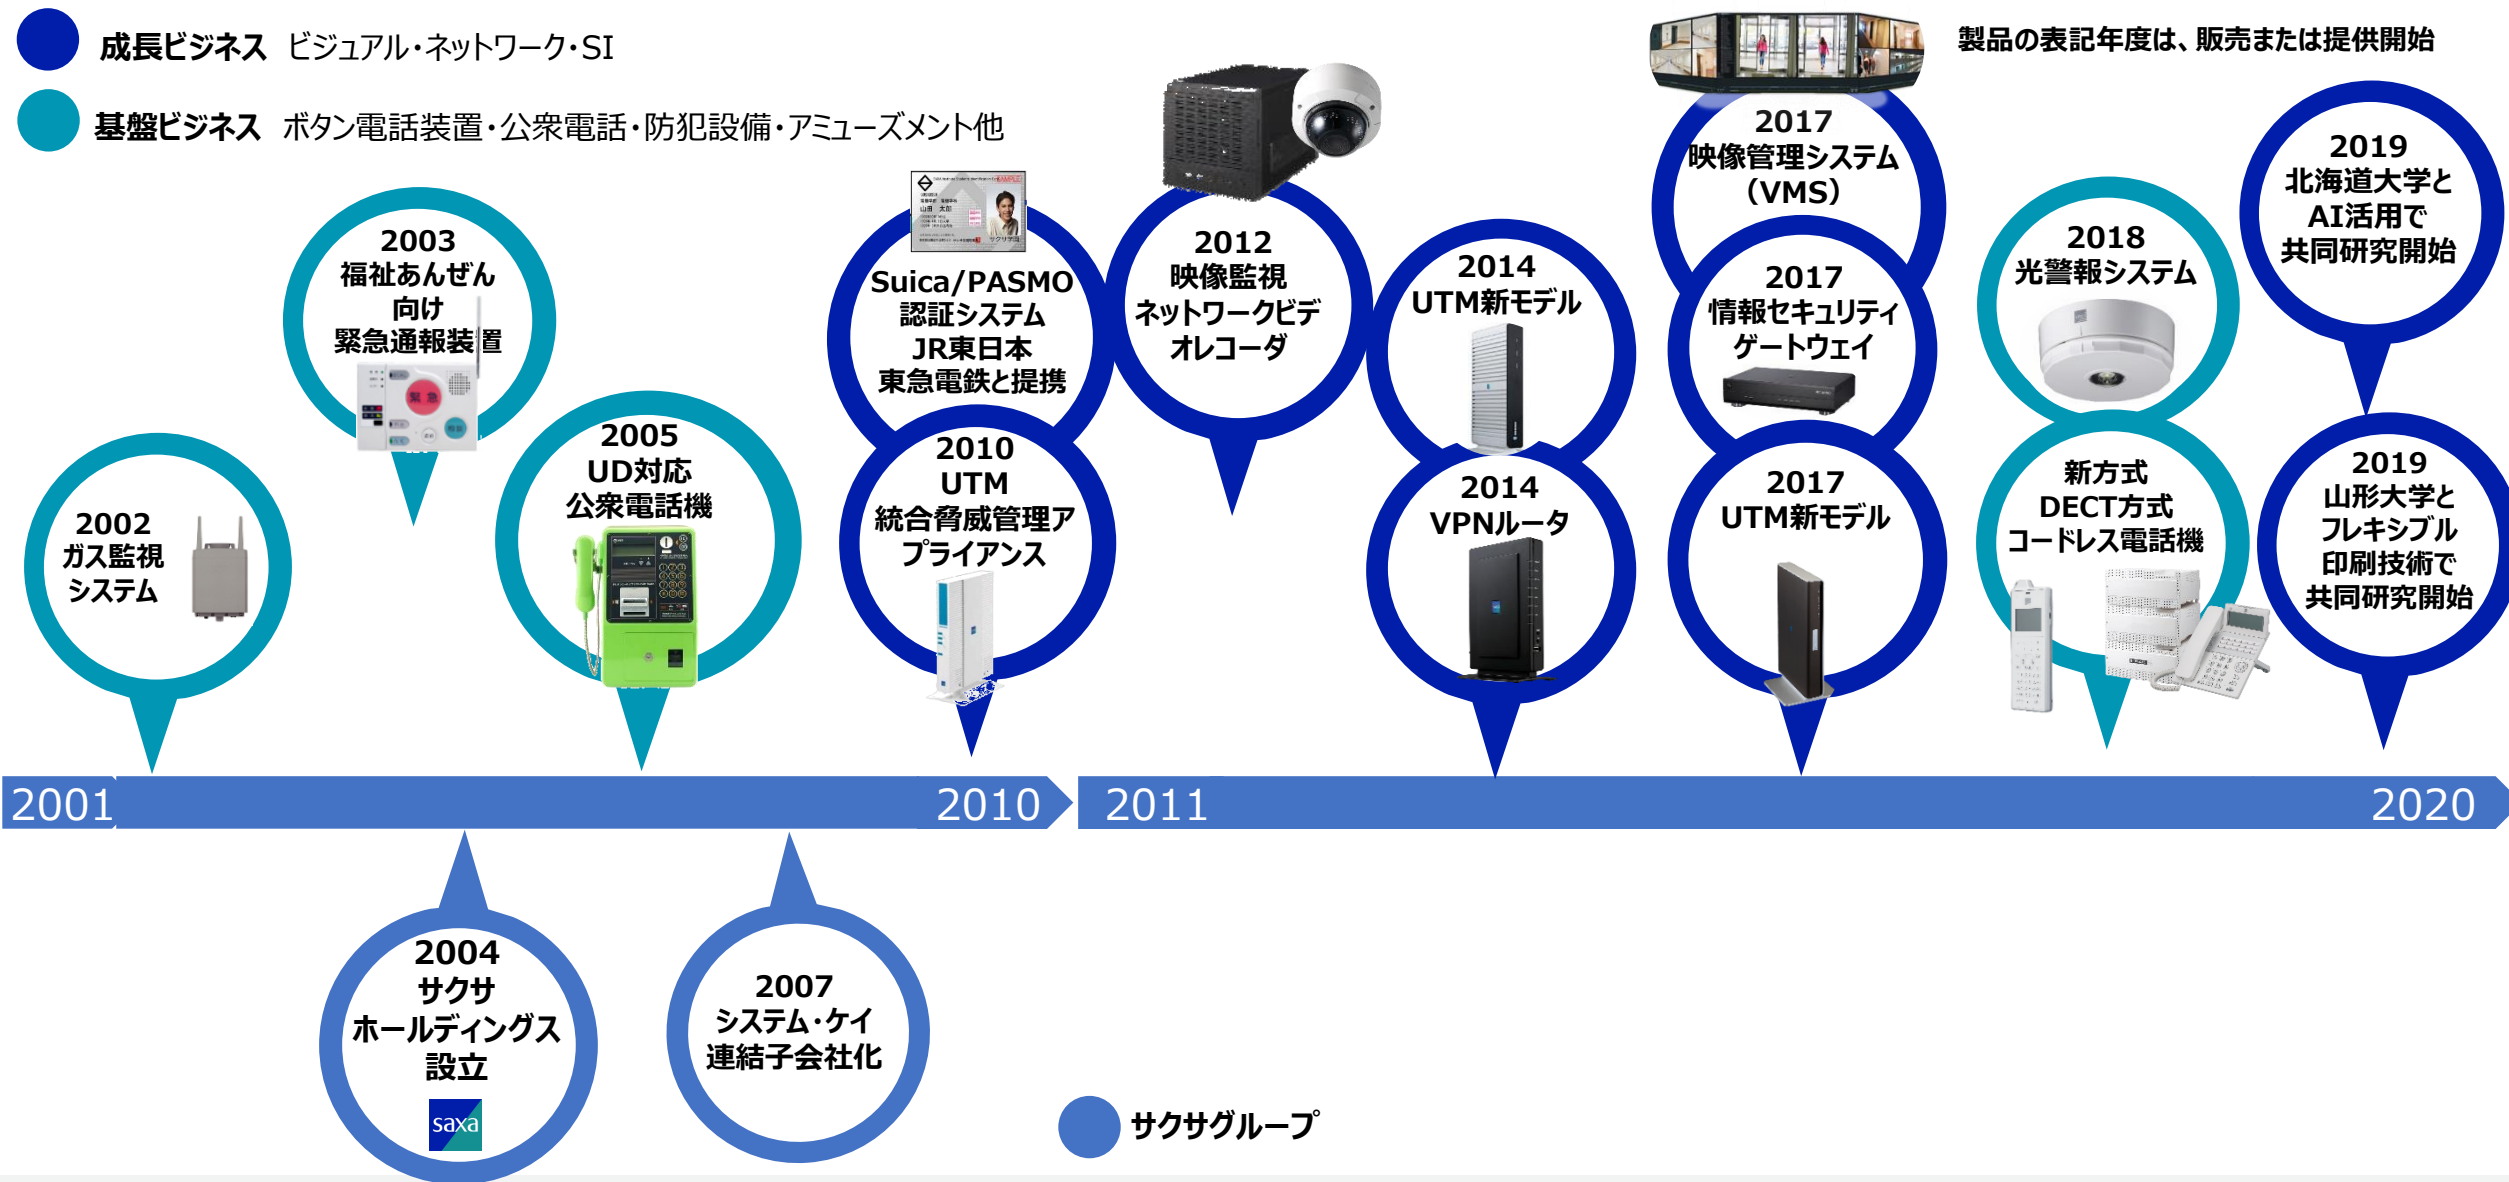 成長ビジネス ビジュアル・ネットワーク・SI
基盤ビジネス ボタン電話装置・公衆電話・防犯設備・アミューズメント他
製品の表記年度は、販売または提供開始
2002
ガス監視
システム
2003
福祉あんぜん
向け
緊急通報装置
緊急
2005
UD対応
公衆電話機
山田 太郎
サクサ学園
Suica/PASMO
認証システム
JR東日本
東急電鉄と提携
2010
UTM
統合脅威管理ア
プライアンス
2012
映像監視
ネットワークビデ
オレコーダ
2014
UTM新モデル
2014
VPNルータ
2017
映像管理システム
（VMS）
2017
情報セキュリティ
ゲートウェイ
2017
UTM新モデル
2018
光警報システム
新方式
DECT方式
コードレス電話機
2019
北海道大学と
AI活用で
共同研究開始
2019
山形大学と
フレキシブル
印刷技術で
共同研究開始
2001
2010
2011
2020
2004
サクサ
ホールディングス
設立
saxa
2007
システム・ケイ
連結子会社化
サクサグループ